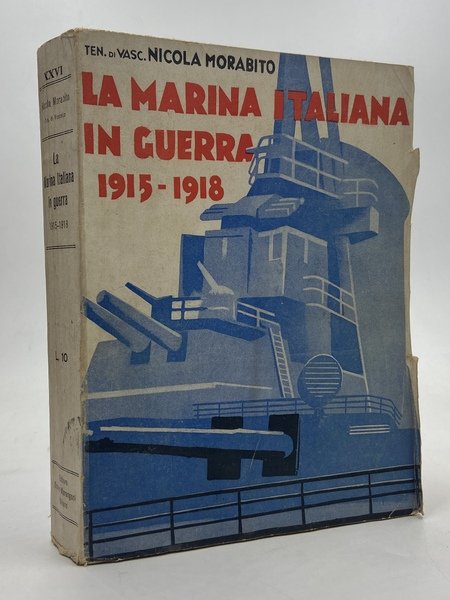 TEN. DI VASC. NICOLA MORABITO
LA MARINA ITALIANA
IN GUERRA
1915-1918
XXVI
Nicola Morabito
La
Marina Italiana
in guerra
1915-1918
L. 10
Editore